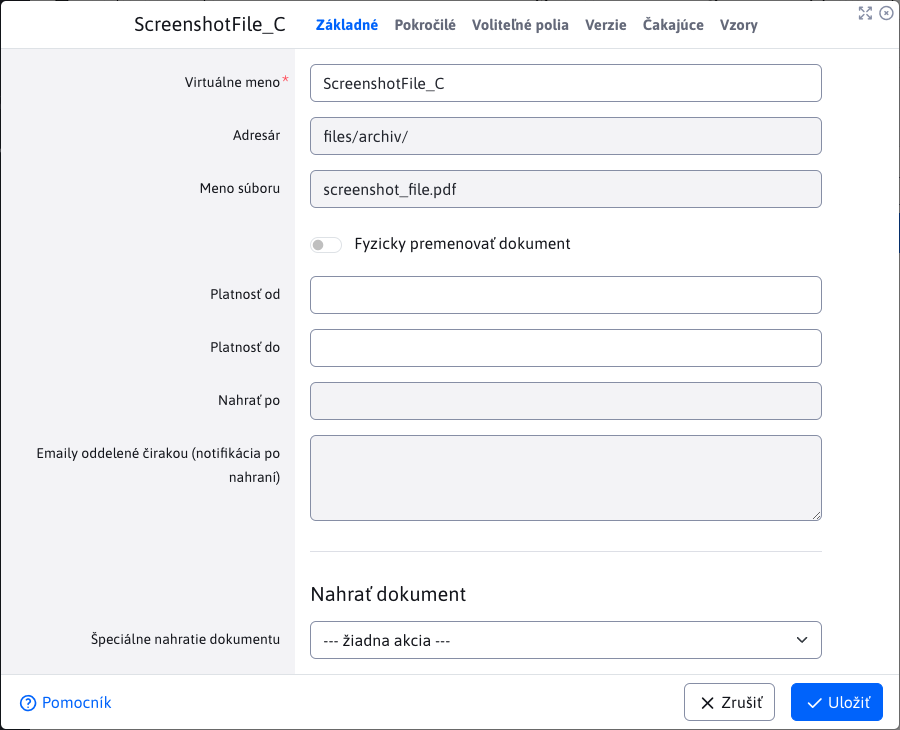 ScreenshotFile_C Základné Pokročilé Voliteľné polia Verzie Čakajúce Vzory
Virtuálne meno* ScreenshotFile_C
Adresár files/archiv/
Meno súboru screenshot_file.pdf
Fyzicky premenovať dokument
Platnosť od
Platnosť do
Nahrať po
Emaily oddelené čirakou (notifikácia po
nahraní)
Nahrať dokument
Špeciálne nahratie dokumentu --- žiadna akcia ---
Pomocník Zrušiť Uložiť